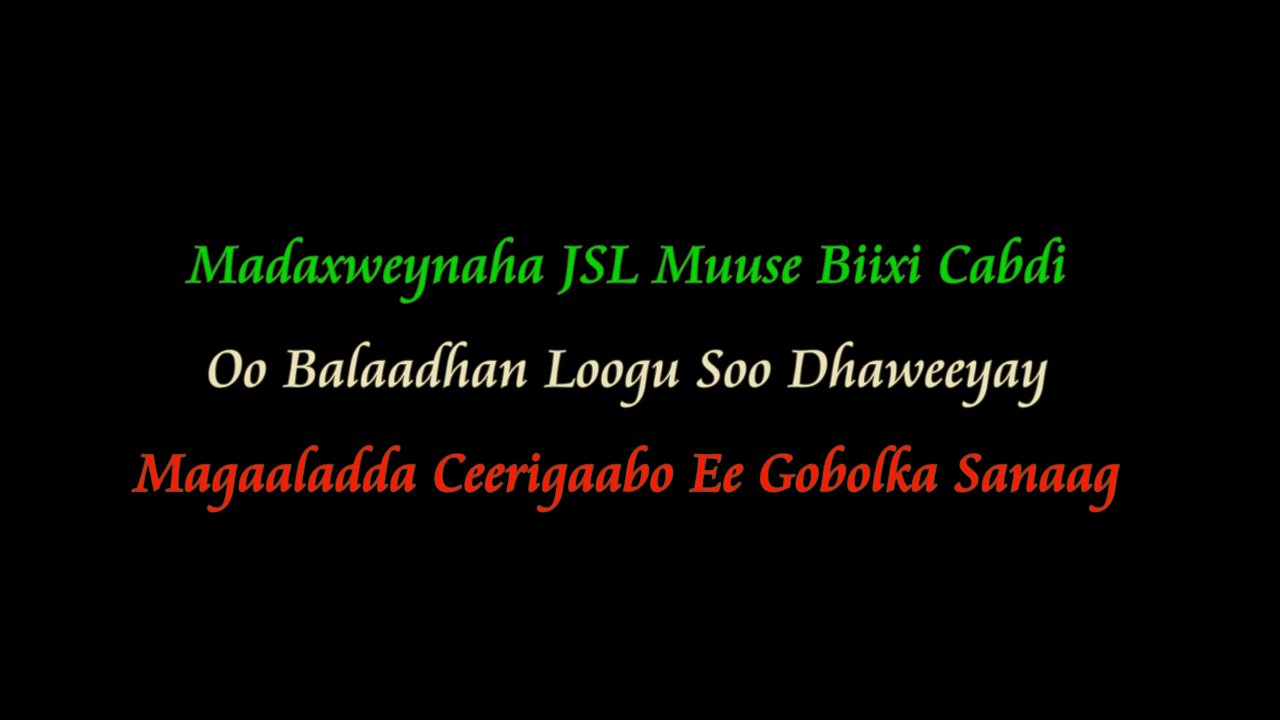 Madaxweynaha JSL Muuse Biixi Cabdi
Oo Balaadhan Loogu Soo Dhaweeyay
Magaaladda Ceerigaabo Ee Gobolka Sanaag